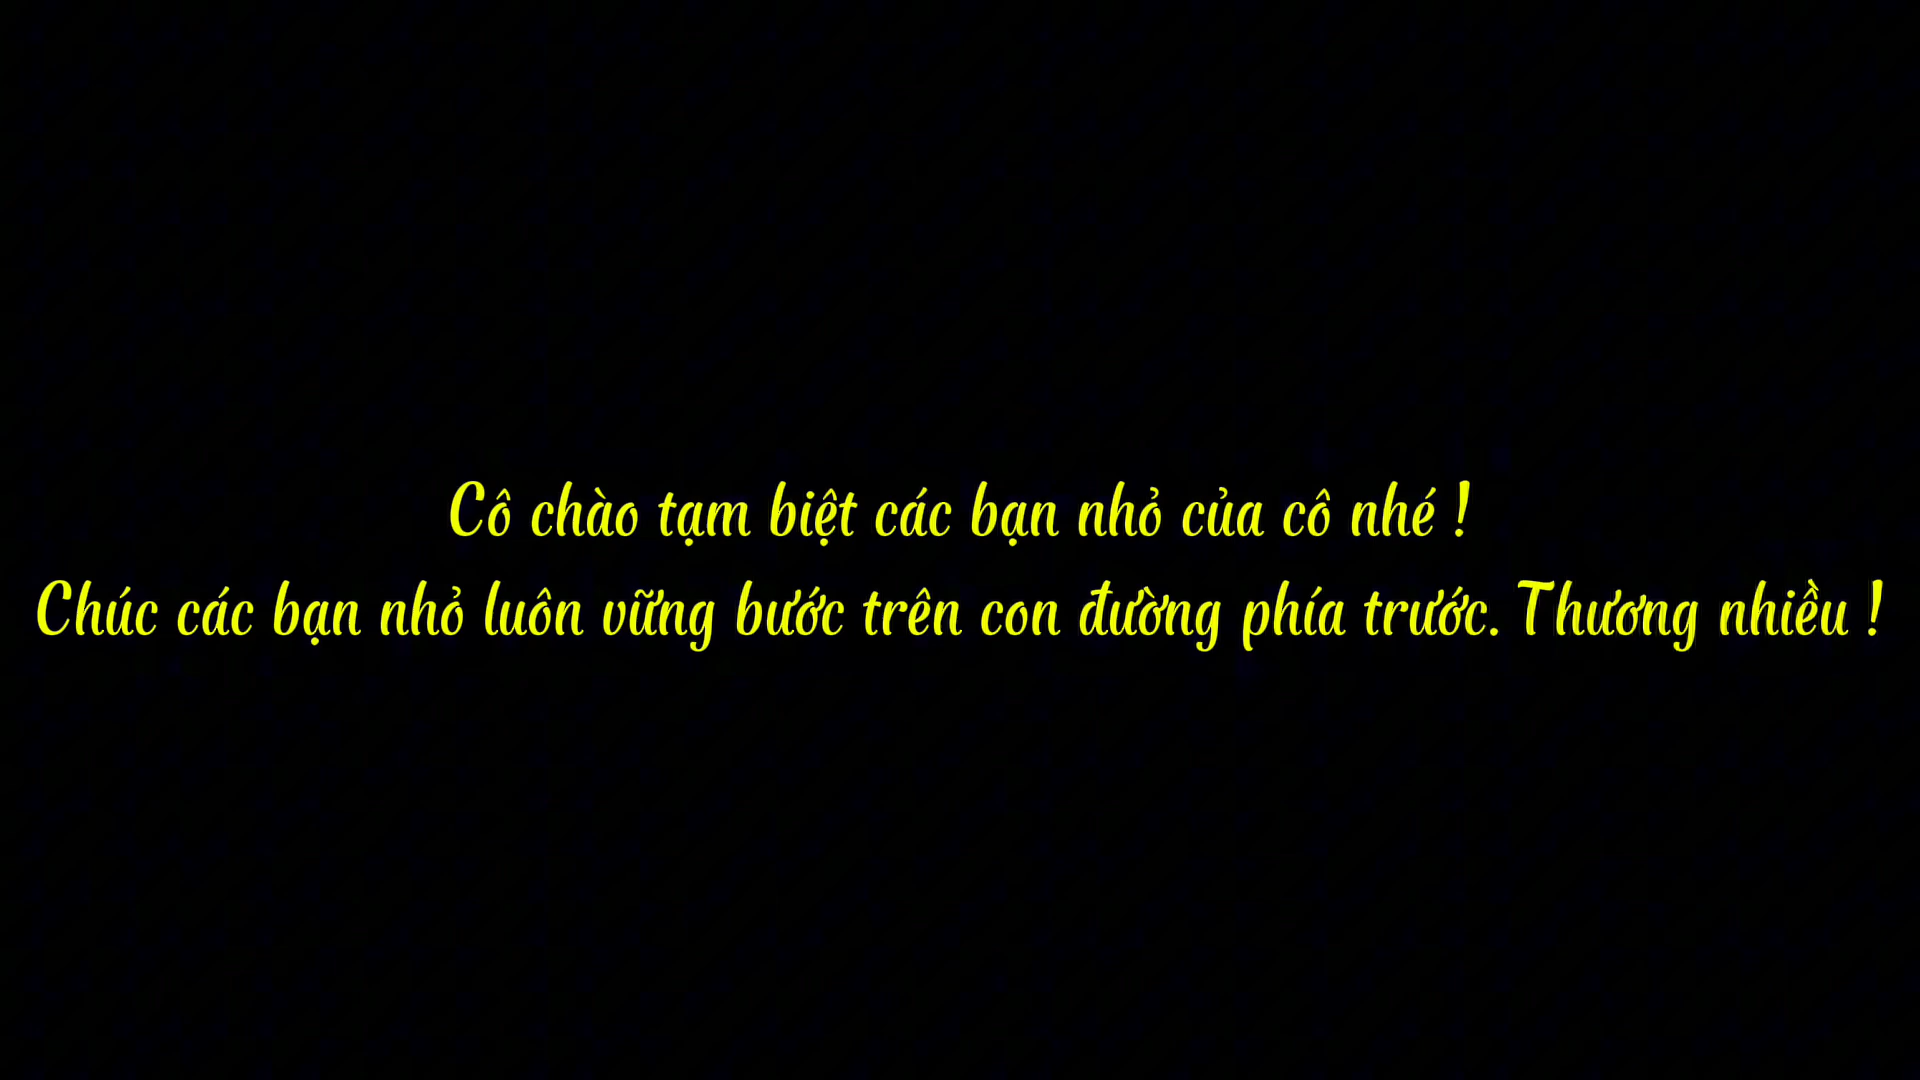 Cô chào tạm biệt các bạn nhỏ của cô nhé !
Chúc các bạn nhỏ luôn vững bước trên con đường phía trước. Thương nhiều !